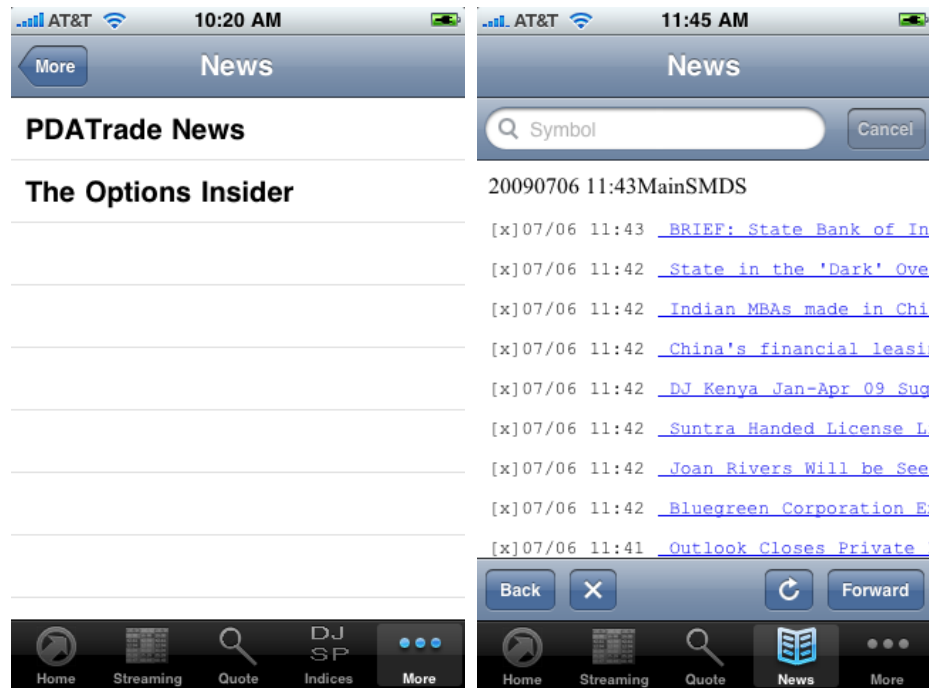 AT&T 10:20 AM
More
News
PDATrade News
The Options Insider
DJ
SP
Home Streaming Quote Indices More
AT&T 11:45 AM
News
Symbol
Cancel
20090706 11:43MainSMDS
[x]07/06 11:43 BRIEF: State Bank of In
[x]07/06 11:42 State in the 'Dark' Ove
[x]07/06 11:42 Indian MBAs made in Chi
[x]07/06 11:42 China's financial leasi
[x]07/06 11:42 DJ Kenya Jan-Apr 09 Sug
[x]07/06 11:42 Suntra Handed License L
[x]07/06 11:42 Joan Rivers Will be See
[x]07/06 11:42 Bluegreen Corporation E
[x]07/06 11:41 Outlook Closes Private
Back
Forward
Home Streaming Quote News More